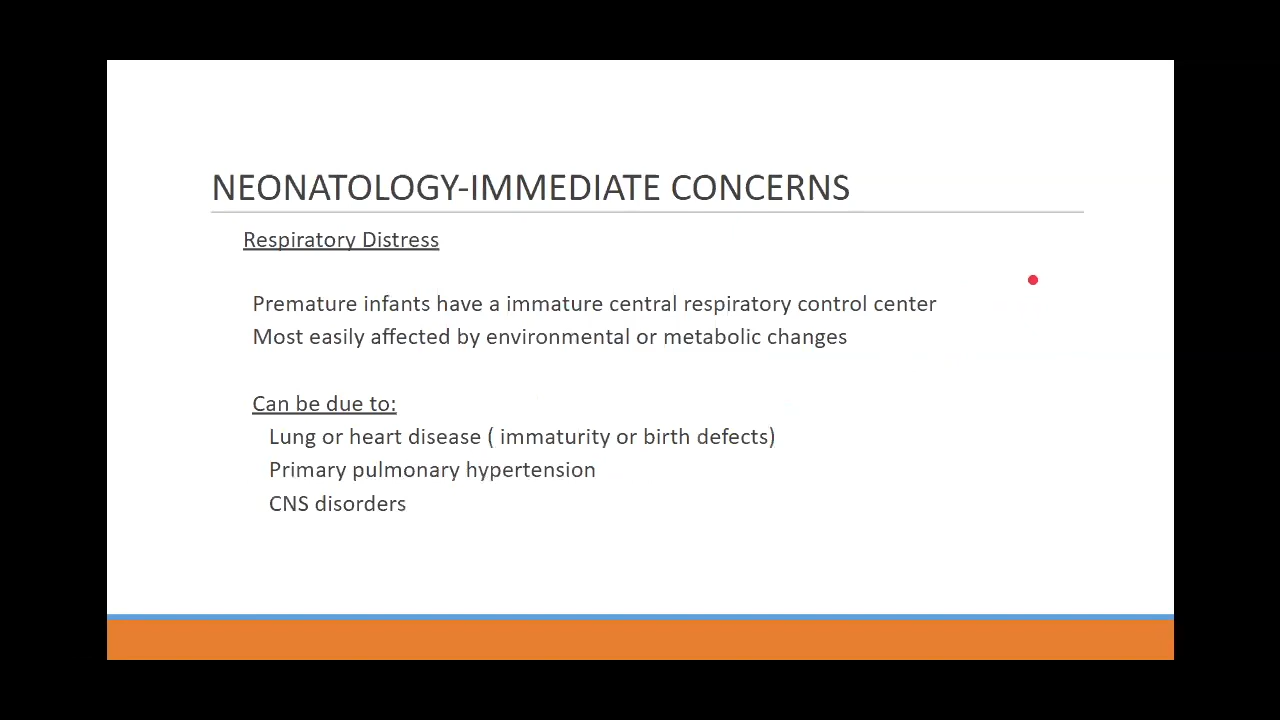 NEONATOLOGY-IMMEDIATE CONCERNS
Respiratory Distress
Premature infants have a immature central respiratory control center
Most easily affected by environmental or metabolic changes
Can be due to:
Lung or heart disease ( immaturity or birth defects)
Primary pulmonary hypertension
CNS disorders